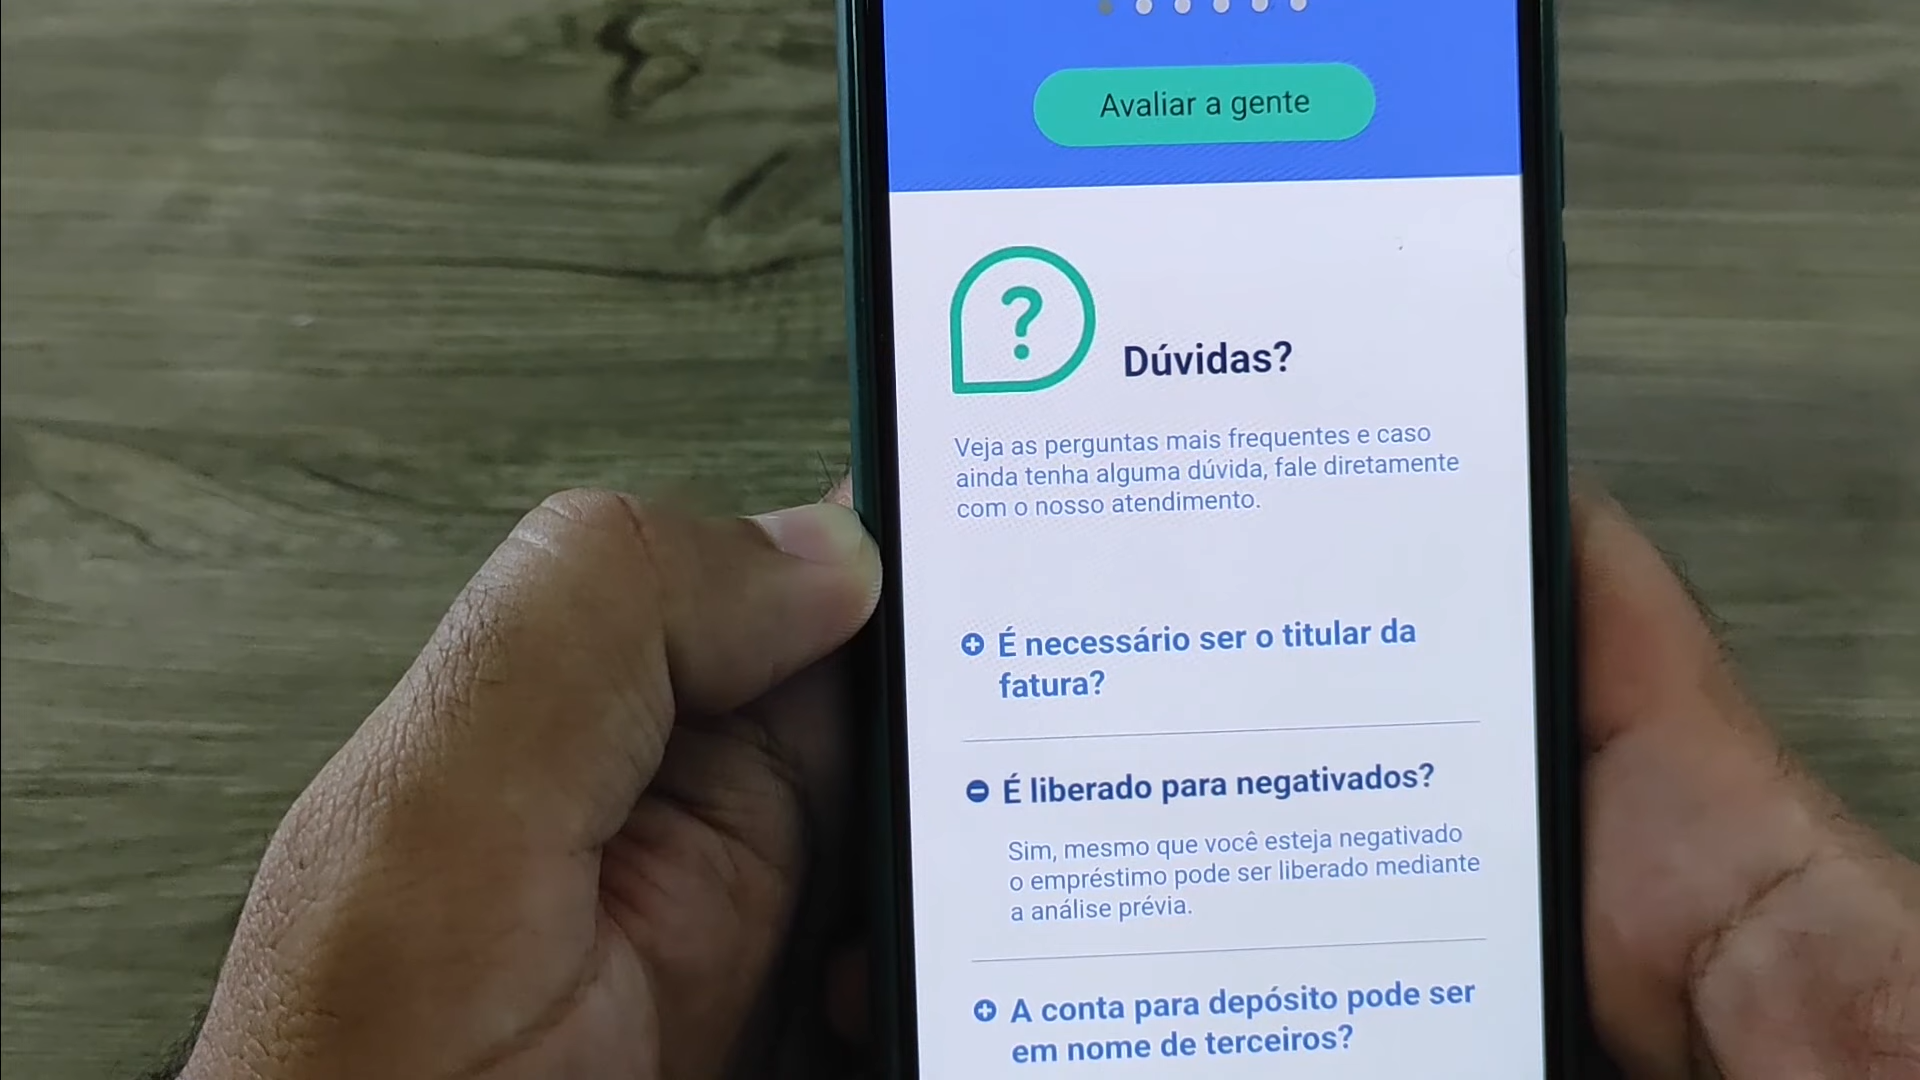 Avaliar a gente
?
Dúvidas?
Veja as perguntas mais frequentes e caso
ainda tenha alguma dúvida, fale diretamente
com o nosso atendimento.
É necessário ser o titular da
fatura?
É liberado para negativados?
Sim, mesmo que você esteja negativado
o empréstimo pode ser liberado mediante
a análise prévia.
A conta para depósito pode ser
em nome de terceiros?